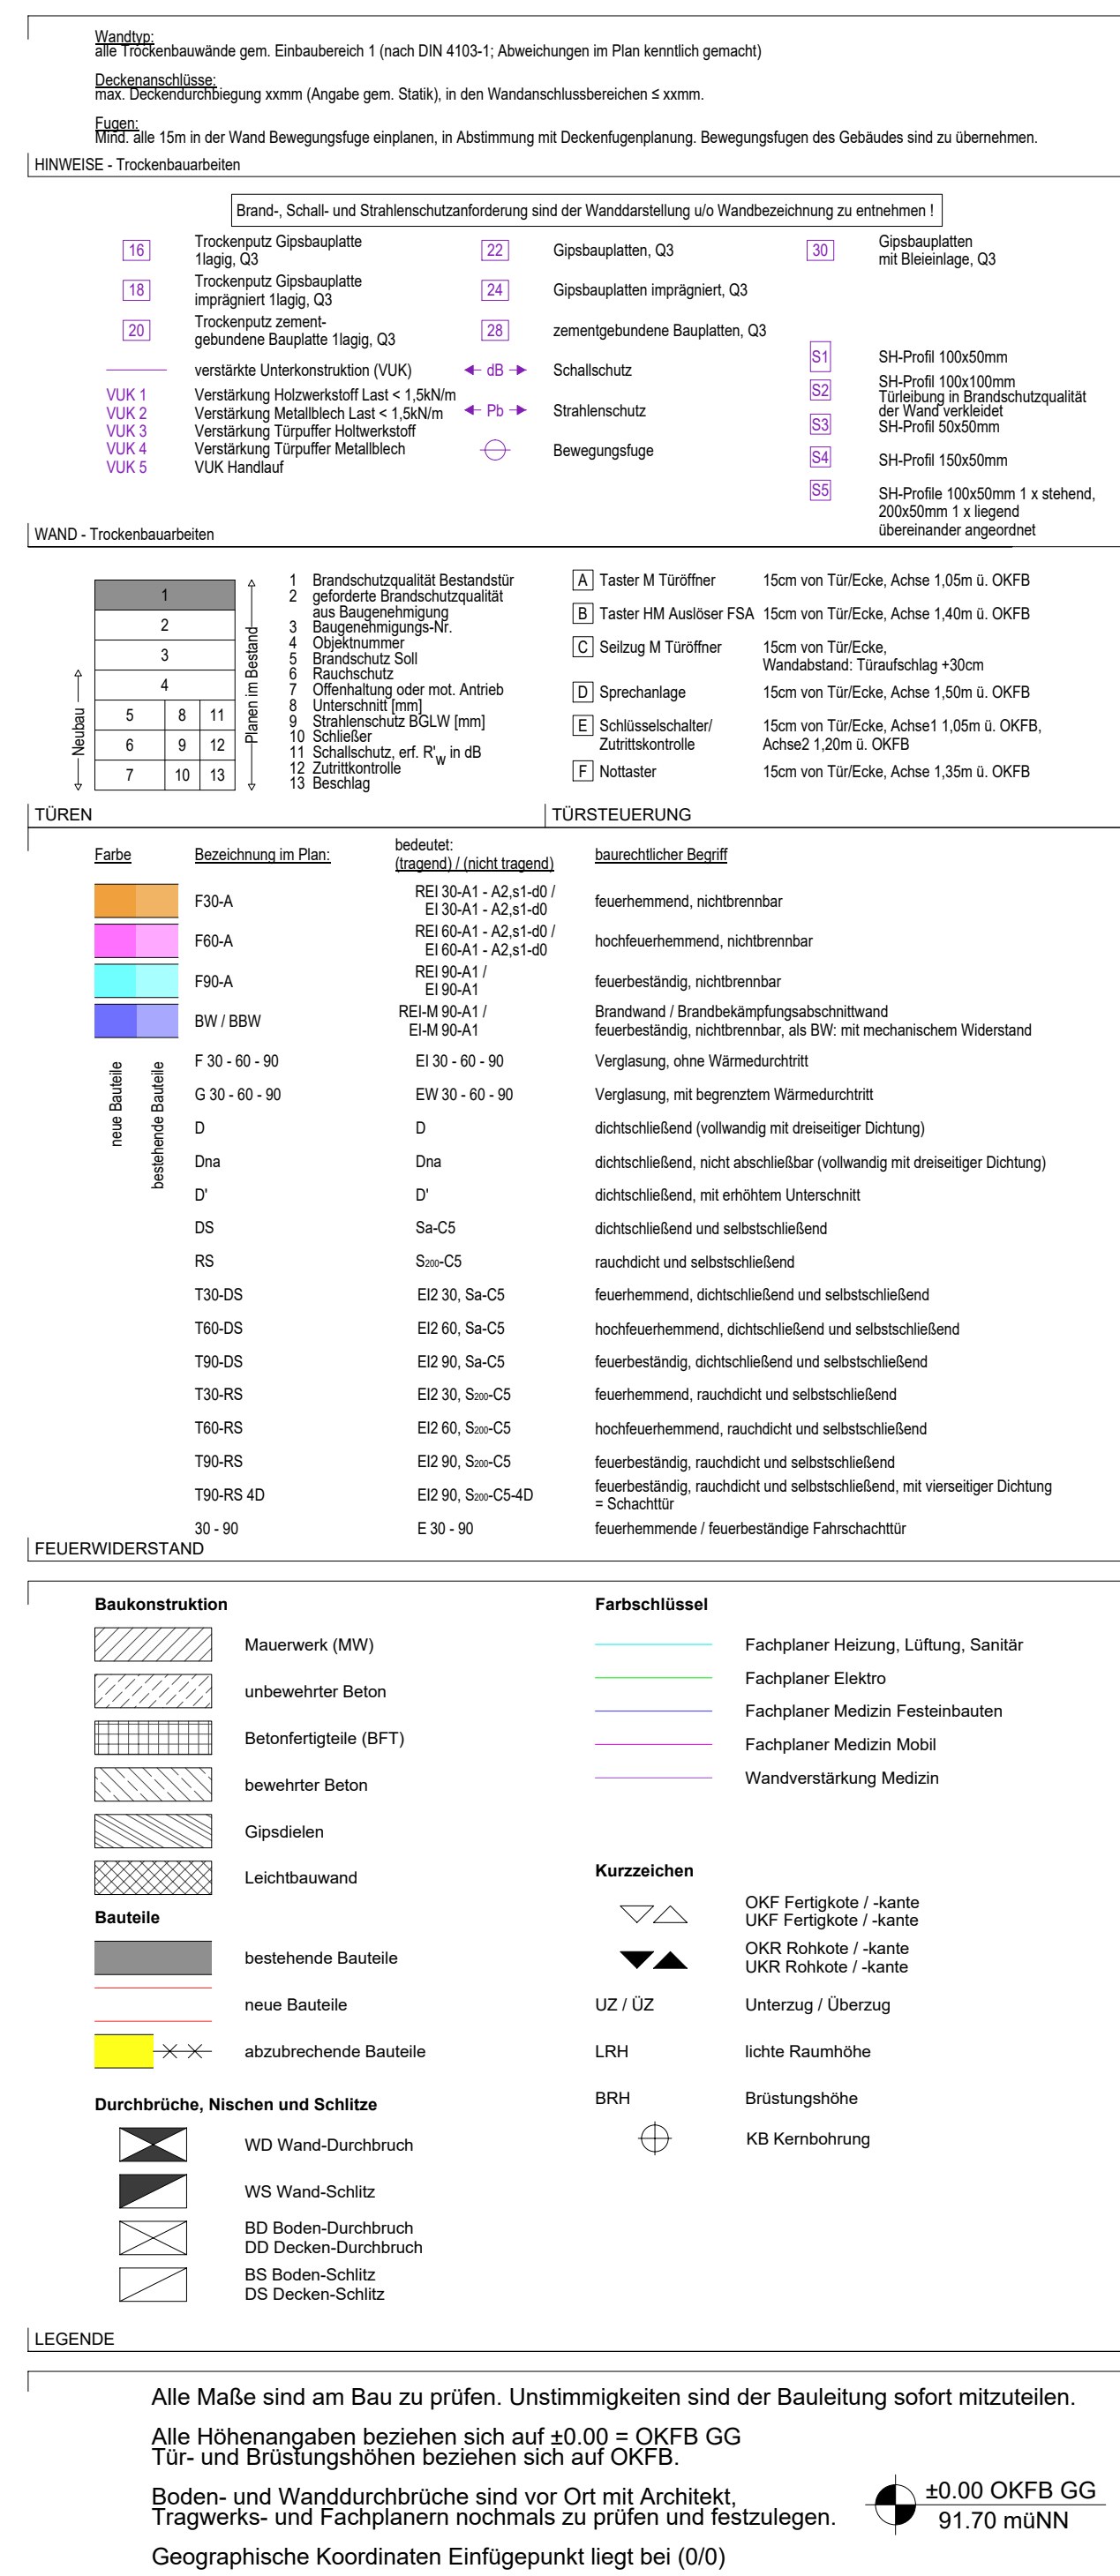 Wandtyp:
alle Trockenbauwände gem. Einbaubereich 1 (nach DIN 4103-1; Abweichungen im Plan kenntlich gemacht)
Deckenanschlüsse:
max. Deckendurchbiegung xxmm (Angabe gem. Statik), in den Wandanschlussbereichen ≤ xxmm.
Fugen:
Mind. alle 15m in der Wand Bewegungsfuge einplanen, in Abstimmung mit Deckenfugenplanung. Bewegungsfugen des Gebäudes sind zu übernehmen.
HINWEISE - Trockenbauarbeiten
Brand-, Schall- und Strahlenschutzanforderung sind der Wanddarstellung u/o Wandbezeichnung zu entnehmen !
16 Trockenputz Gipsbauplatte
1lagig, Q3
18 Trockenputz Gipsbauplatte
imprägniert 1lagig, Q3
20 Trockenputz zement-
gebundene Bauplatte 1lagig, Q3
verstärkte Unterkonstruktion (VUK)
VUK 1 Verstärkung Holzwerkstoff Last < 1,5kN/m
VUK 2 Verstärkung Metallblech Last < 1,5kN/m
VUK 3 Verstärkung Türpuffer Holtwerkstoff
VUK 4 Verstärkung Türpuffer Metallblech
VUK 5 VUK Handlauf
22 Gipsbauplatten, Q3
24 Gipsbauplatten imprägniert, Q3
28 zementgebundene Bauplatten, Q3
dB Schallschutz
Pb Strahlenschutz
Bewegungsfuge
30 Gipsbauplatten
mit Bleieinlage, Q3
S1 SH-Profil 100x50mm
S2 SH-Profil 100x100mm
Türleibung in Brandschutzqualität
der Wand verkleidet
S3 SH-Profil 50x50mm
S4 SH-Profil 150x50mm
S5 SH-Profile 100x50mm 1 x stehend,
200x50mm 1 x liegend
übereinander angeordnet
WAND - Trockenbauarbeiten
Neubau
1
2
3
4
5 8 11
6 9 12
7 10 13
Planen im Bestand
1 Brandschutzqualität Bestandstür
2 geforderte Brandschutzqualität
aus Baugenehmigung
3 Baugenehmigungs-Nr.
4 Objektnummer
5 Brandschutz Soll
6 Rauchschutz
7 Offenhaltung oder mot. Antrieb
8 Unterschnitt [mm]
9 Strahlenschutz BGLW [mm]
10 Schließer
11 Schallschutz, erf. R'w in dB
12 Zutrittkontrolle
13 Beschlag
A Taster M Türöffner 15cm von Tür/Ecke, Achse 1,05m ü. OKFB
B Taster HM Auslöser FSA 15cm von Tür/Ecke, Achse 1,40m ü. OKFB
C Seilzug M Türöffner 15cm von Tür/Ecke,
Wandabstand: Türaufschlag +30cm
D Sprechanlage 15cm von Tür/Ecke, Achse 1,50m ü. OKFB
E Schlüsselschalter/ 15cm von Tür/Ecke, Achse1 1,05m ü. OKFB,
Zutrittskontrolle Achse2 1,20m ü. OKFB
F Nottaster 15cm von Tür/Ecke, Achse 1,35m ü. OKFB
TÜREN
TÜRSTEUERUNG
Farbe Bezeichnung im Plan: bedeutet:
(tragend) / (nicht tragend) baurechtlicher Begriff
F30-A REI 30-A1 - A2,s1-d0 /
EI 30-A1 - A2,s1-d0 feuerhemmend, nichtbrennbar
F60-A REI 60-A1 - A2,s1-d0 /
EI 60-A1 - A2,s1-d0 hochfeuerhemmend, nichtbrennbar
F90-A REI 90-A1 /
EI 90-A1 feuerbeständig, nichtbrennbar
BW / BBW REI-M 90-A1 / Brandwand / Brandbekämpfungsabschnittwand
EI-M 90-A1 feuerbeständig, nichtbrennbar, als BW: mit mechanischem Widerstand
neue Bauteile
bestehende Bauteile
F 30 - 60 - 90 EI 30 - 60 - 90 Verglasung, ohne Wärmedurchtritt
G 30 - 60 - 90 EW 30 - 60 - 90 Verglasung, mit begrenztem Wärmedurchtritt
D D dichtschließend (vollwandig mit dreiseitiger Dichtung)
Dna Dna dichtschließend, nicht abschließbar (vollwandig mit dreiseitiger Dichtung)
D' D' dichtschließend, mit erhöhtem Unterschnitt
DS Sa-C5 dichtschließend und selbstschließend
RS S200-C5 rauchdicht und selbstschließend
T30-DS EI2 30, Sa-C5 feuerhemmend, dichtschließend und selbstschließend
T60-DS EI2 60, Sa-C5 hochfeuerhemmend, dichtschließend und selbstschließend
T90-DS EI2 90, Sa-C5 feuerbeständig, dichtschließend und selbstschließend
T30-RS EI2 30, S200-C5 feuerhemmend, rauchdicht und selbstschließend
T60-RS EI2 60, S200-C5 hochfeuerhemmend, rauchdicht und selbstschließend
T90-RS EI2 90, S200-C5 feuerbeständig, rauchdicht und selbstschließend
T90-RS 4D EI2 90, S200-C5-4D feuerbeständig, rauchdicht und selbstschließend, mit vierseitiger Dichtung
= Schachttür
30 - 90 E 30 - 90 feuerhemmende / feuerbeständige Fahrschachttür
FEUERWIDERSTAND
Baukonstruktion
Mauerwerk (MW)
unbewehrter Beton
Betonfertigteile (BFT)
bewehrter Beton
Gipsdielen
Leichtbauwand
Bauteile
bestehende Bauteile
neue Bauteile
abzubrechende Bauteile
Durchbrüche, Nischen und Schlitze
WD Wand-Durchbruch
WS Wand-Schlitz
BD Boden-Durchbruch
DD Decken-Durchbruch
BS Boden-Schlitz
DS Decken-Schlitz
Farbschlüssel
Fachplaner Heizung, Lüftung, Sanitär
Fachplaner Elektro
Fachplaner Medizin Festeinbauten
Fachplaner Medizin Mobil
Wandverstärkung Medizin
Kurzzeichen
OKF Fertigkote / -kante
UKF Fertigkote / -kante
OKR Rohkote / -kante
UKR Rohkote / -kante
UZ / ÜZ Unterzug / Überzug
LRH lichte Raumhöhe
BRH Brüstungshöhe
KB Kernbohrung
LEGENDE
Alle Maße sind am Bau zu prüfen. Unstimmigkeiten sind der Bauleitung sofort mitzuteilen.
Alle Höhenangaben beziehen sich auf ±0.00 = OKFB GG
Tür- und Brüstungshöhen beziehen sich auf OKFB.
Boden- und Wanddurchbrüche sind vor Ort mit Architekt,
Tragwerks- und Fachplanern nochmals zu prüfen und festzulegen.
±0.00 OKFB GG
91.70 müNN
Geographische Koordinaten Einfügepunkt liegt bei (0/0)